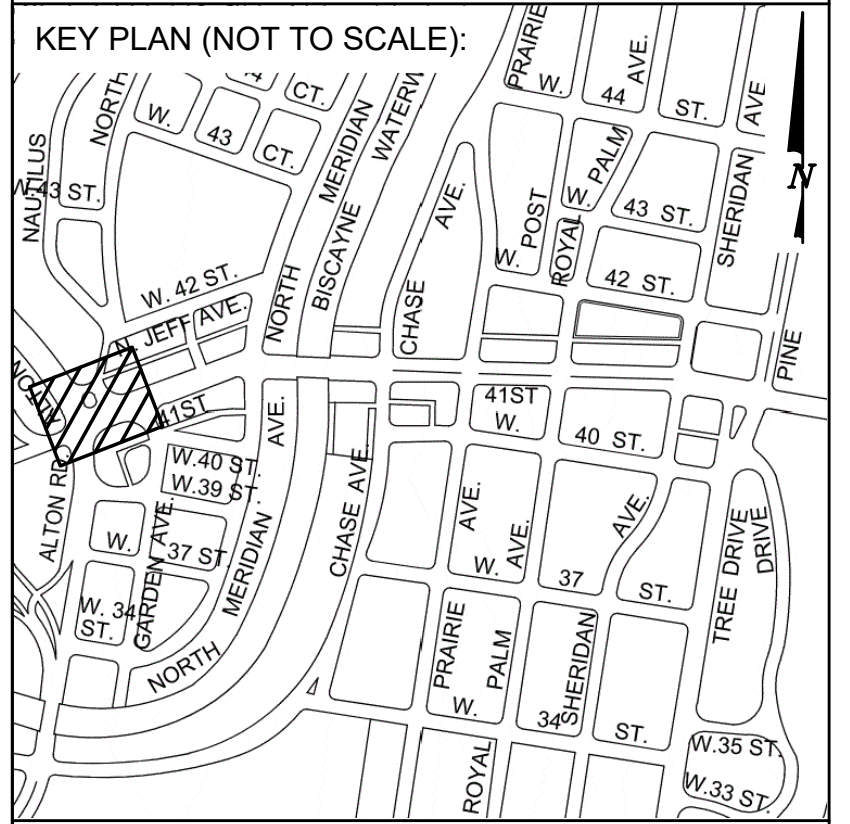 KEY PLAN (NOT TO SCALE):
PRAIRIE
AVE.
AVE
W. 44 ST.
NORTH
CT.
W. 43 CT.
MERIDIAN
WATERW
NAUTILUS
W.43 ST.
N
PALM
W. 43 ST.
SHERIDAN
AVE.
POST
ROYAL
BISCAYNE
W. 42 ST.
W. 42 ST.
NORTH
CHASE
N. JEFF AVE.
PINE
ALTON
41ST
AVE.
41ST
W. 40 ST.
W.40 ST.
W.39 ST.
ALTON RD.
CHASE AVE.
AVE.
AVE.
AVE.
W. 37 ST.
GARDEN AVE.
MERIDIAN
TREE DRIVE
DRIVE
W. 37 ST.
W. 34 ST.
NORTH
PRAIRIE
PALM
SHERIDAN
W. 34 ST.
ROYAL
W.35 ST.
W.33 ST.